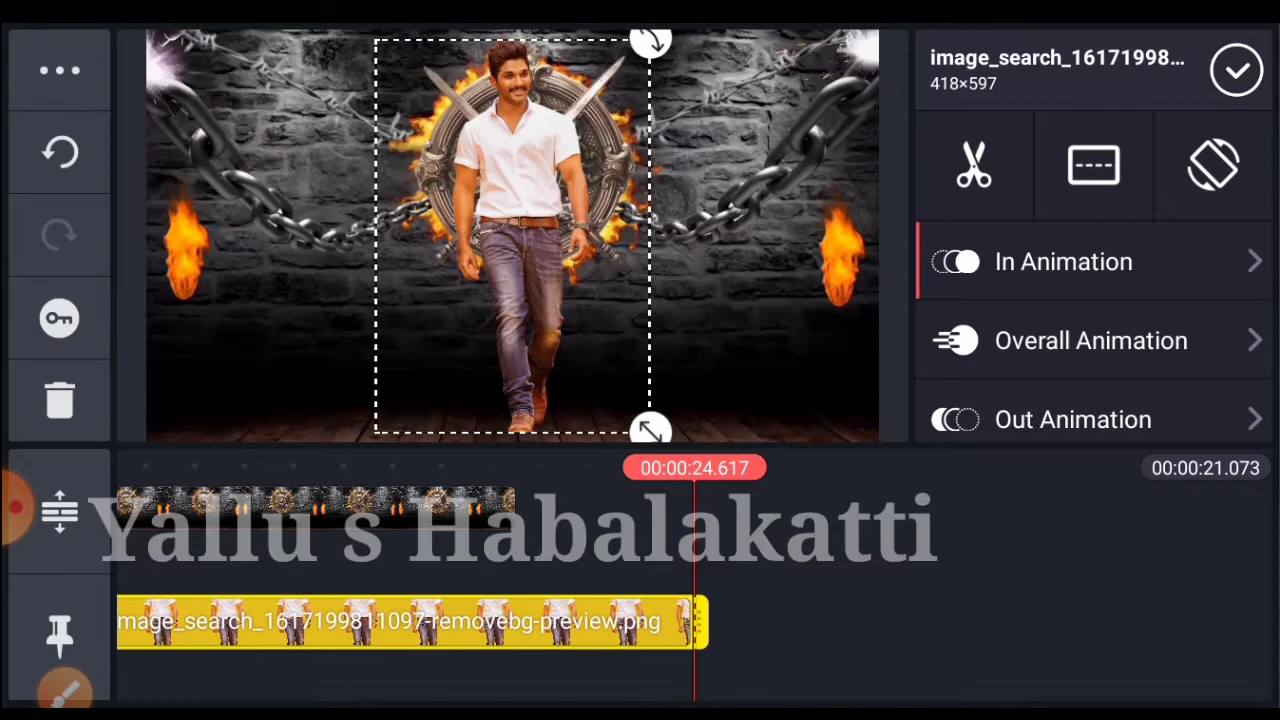 image_search_16171998...
418×597
In Animation
Overall Animation
Out Animation
00:00:24.617
00:00:21.073
Yallu s Habalakatti
mage_search_1617199811097-removebg-preview.png